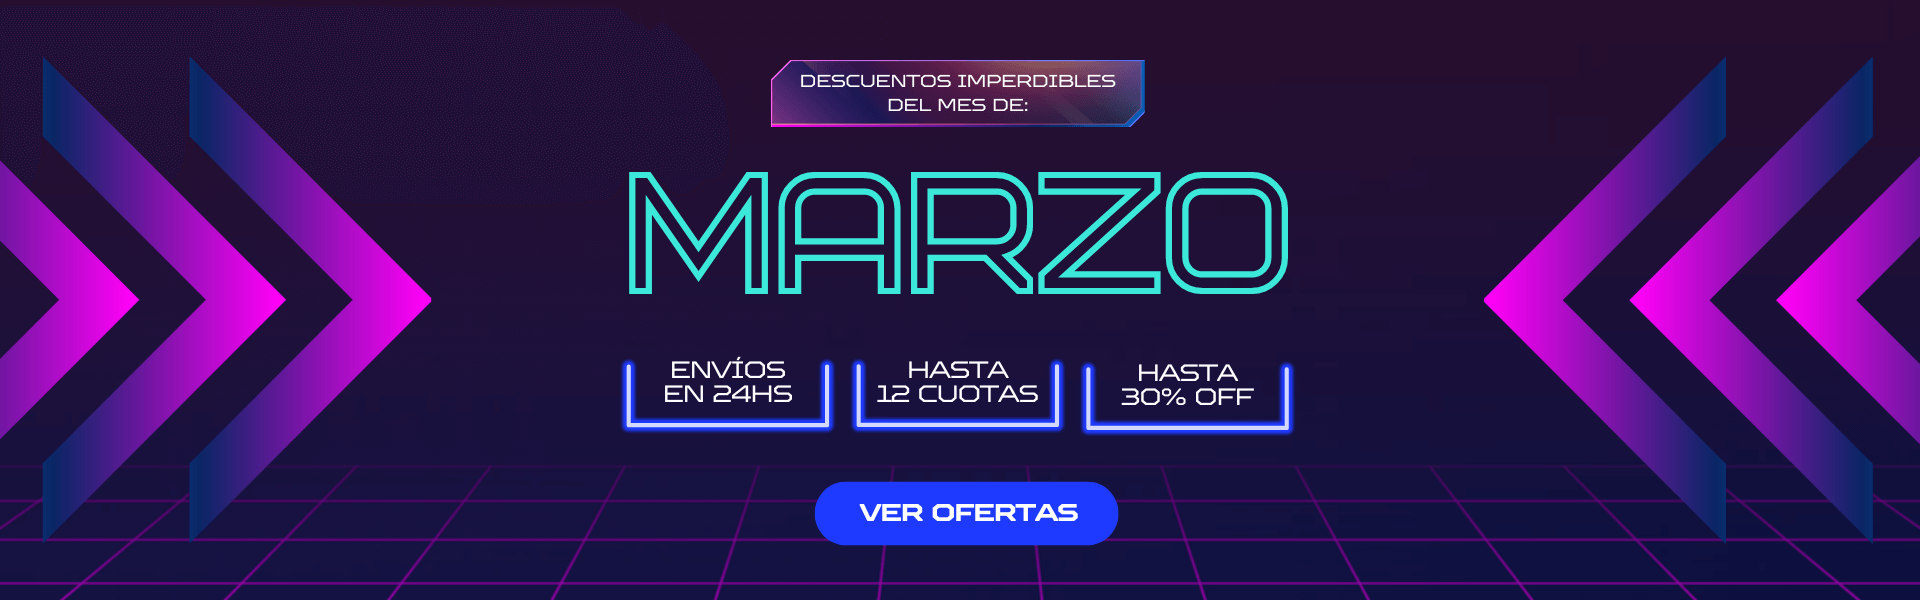 DESCUENTOS IMPERDIBLES
DEL MES DE:
MARZO
ENVÍOS
EN 24HS
HASTA
12 CUOTAS
HASTA
30% OFF
VER OFERTAS